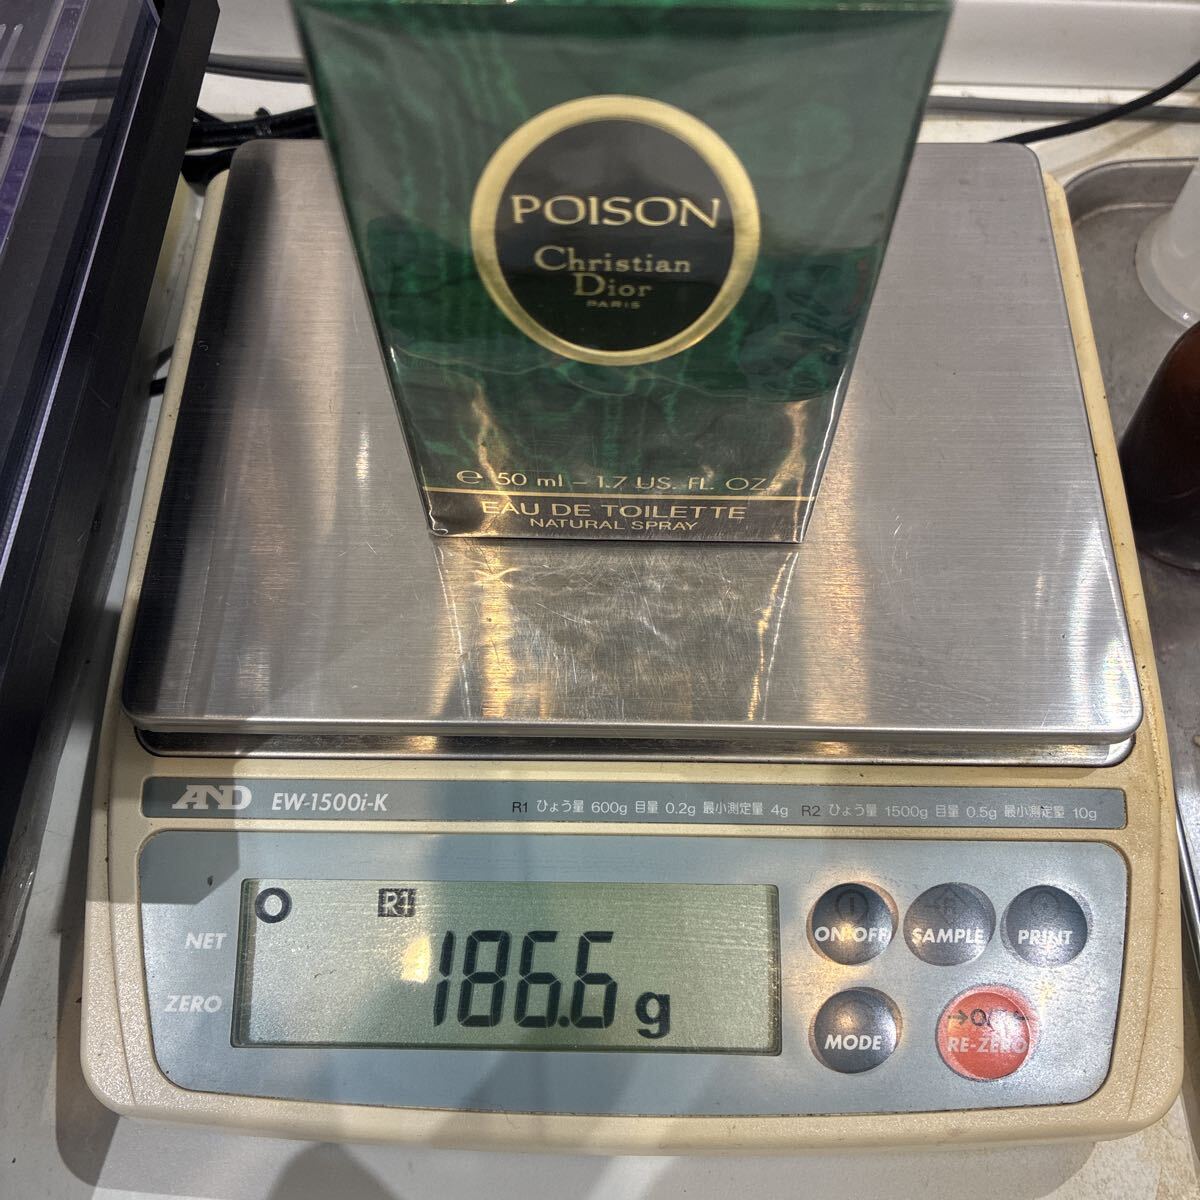 POISON
Christian
Dior
PARIS
e 50 ml - 1.7 US. FL. OZ.
EAU DE TOILETTE
NATURAL SPRAY
AND EW-1500i-K R1 ひょう量 600g 目量 0.2g 最小測定量 4g R2 ひょう量 1500g 目量 0.5g 最小測定量 10g
R1
NET
ZERO
186.6 g
ON:OFF
SAMPLE
PRINT
MODE
→0/T←
RE-ZERO